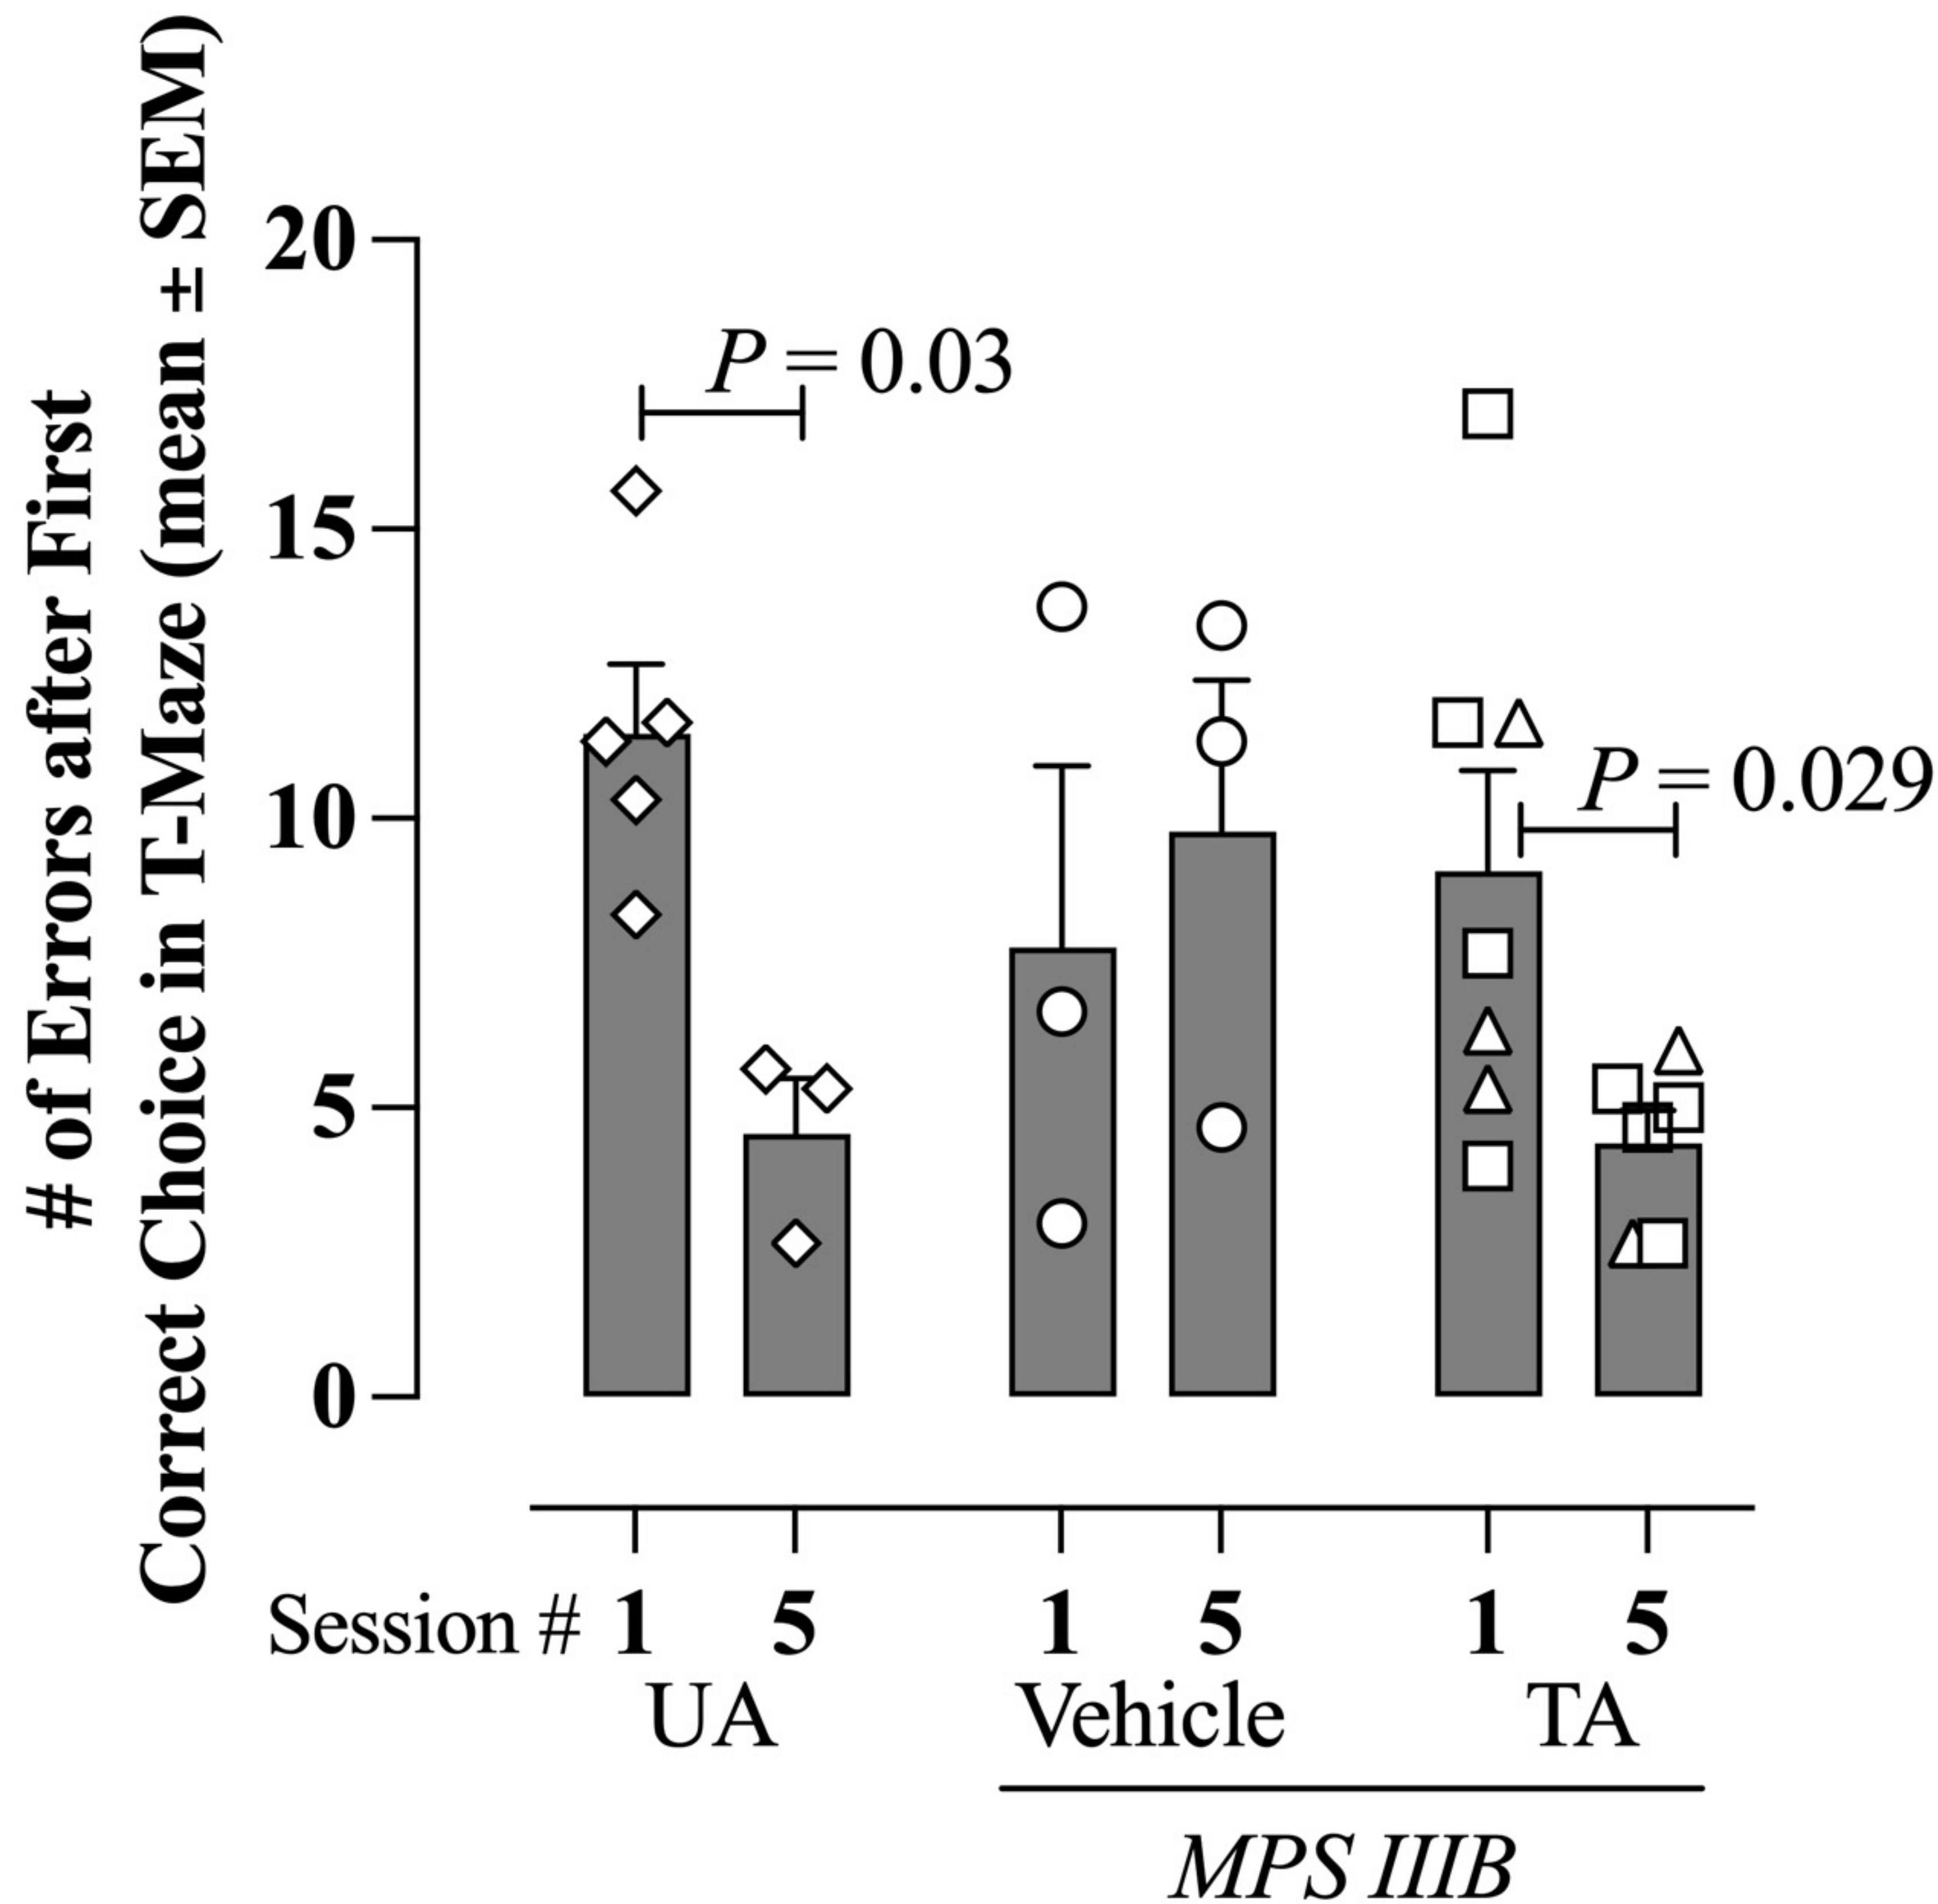 # of Errors after First
Correct Choice in T-Maze (mean ± SEM)
20
15
10
5
0
P = 0.03
P = 0.029
Session # 1 5 1 5 1 5
UA Vehicle TA
MPS IIIB